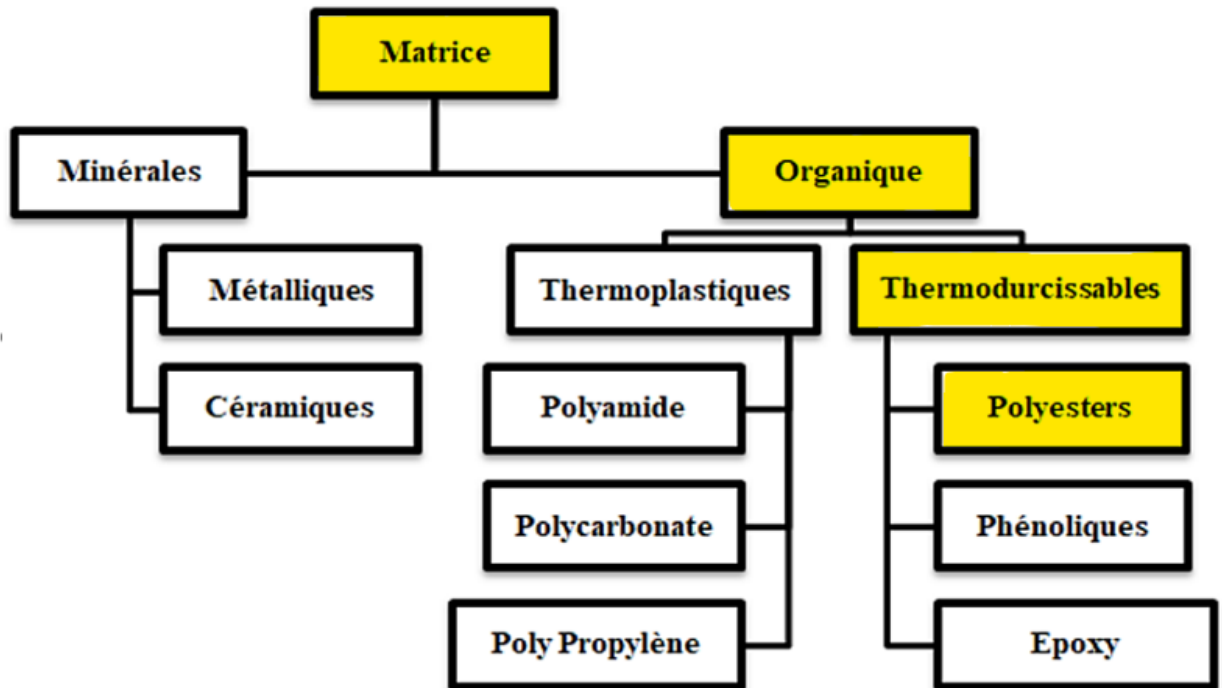 Matrice
Minérales
Organique
Métalliques
Céramiques
Thermoplastiques
Polyamide
Polycarbonate
Poly Propylène
Thermodurcissables
Polyesters
Phénoliques
Epoxy